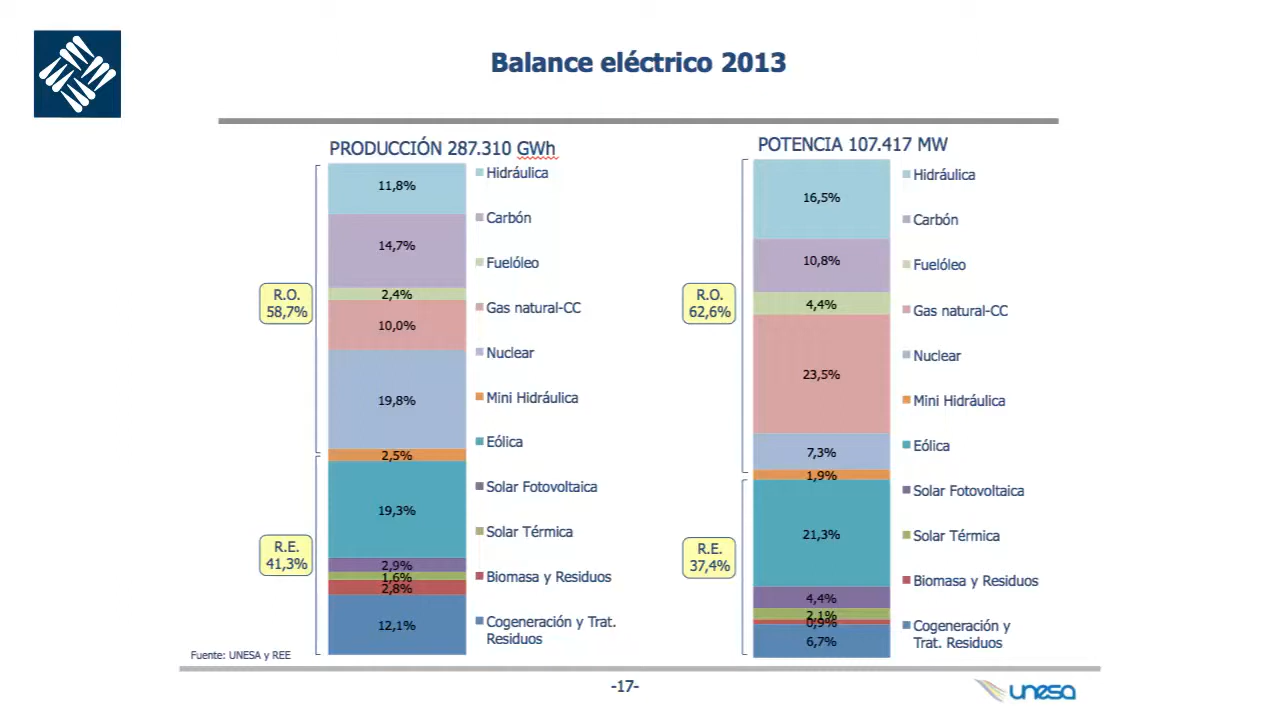 Balance eléctrico 2013
PRODUCCIÓN 287.310 GWh
11,8%
14,7%
2,4%
10,0%
19,8%
2,5%
19,3%
2,9%
1,6%
2,8%
12,1%
R.O.
58,7%
R.E.
41,3%
Hidráulica
Carbón
Fuelóleo
Gas natural-CC
Nuclear
Mini Hidráulica
Eólica
Solar Fotovoltaica
Solar Térmica
Biomasa y Residuos
Cogeneración y Trat.
Residuos
POTENCIA 107.417 MW
16,5%
10,8%
4,4%
23,5%
7,3%
1,9%
21,3%
4,4%
2,1%
0,9%
6,7%
R.O.
62,6%
R.E.
37,4%
Hidráulica
Carbón
Fuelóleo
Gas natural-CC
Nuclear
Mini Hidráulica
Eólica
Solar Fotovoltaica
Solar Térmica
Biomasa y Residuos
Cogeneración y
Trat. Residuos
Fuente: UNESA y REE
-17-
unesa